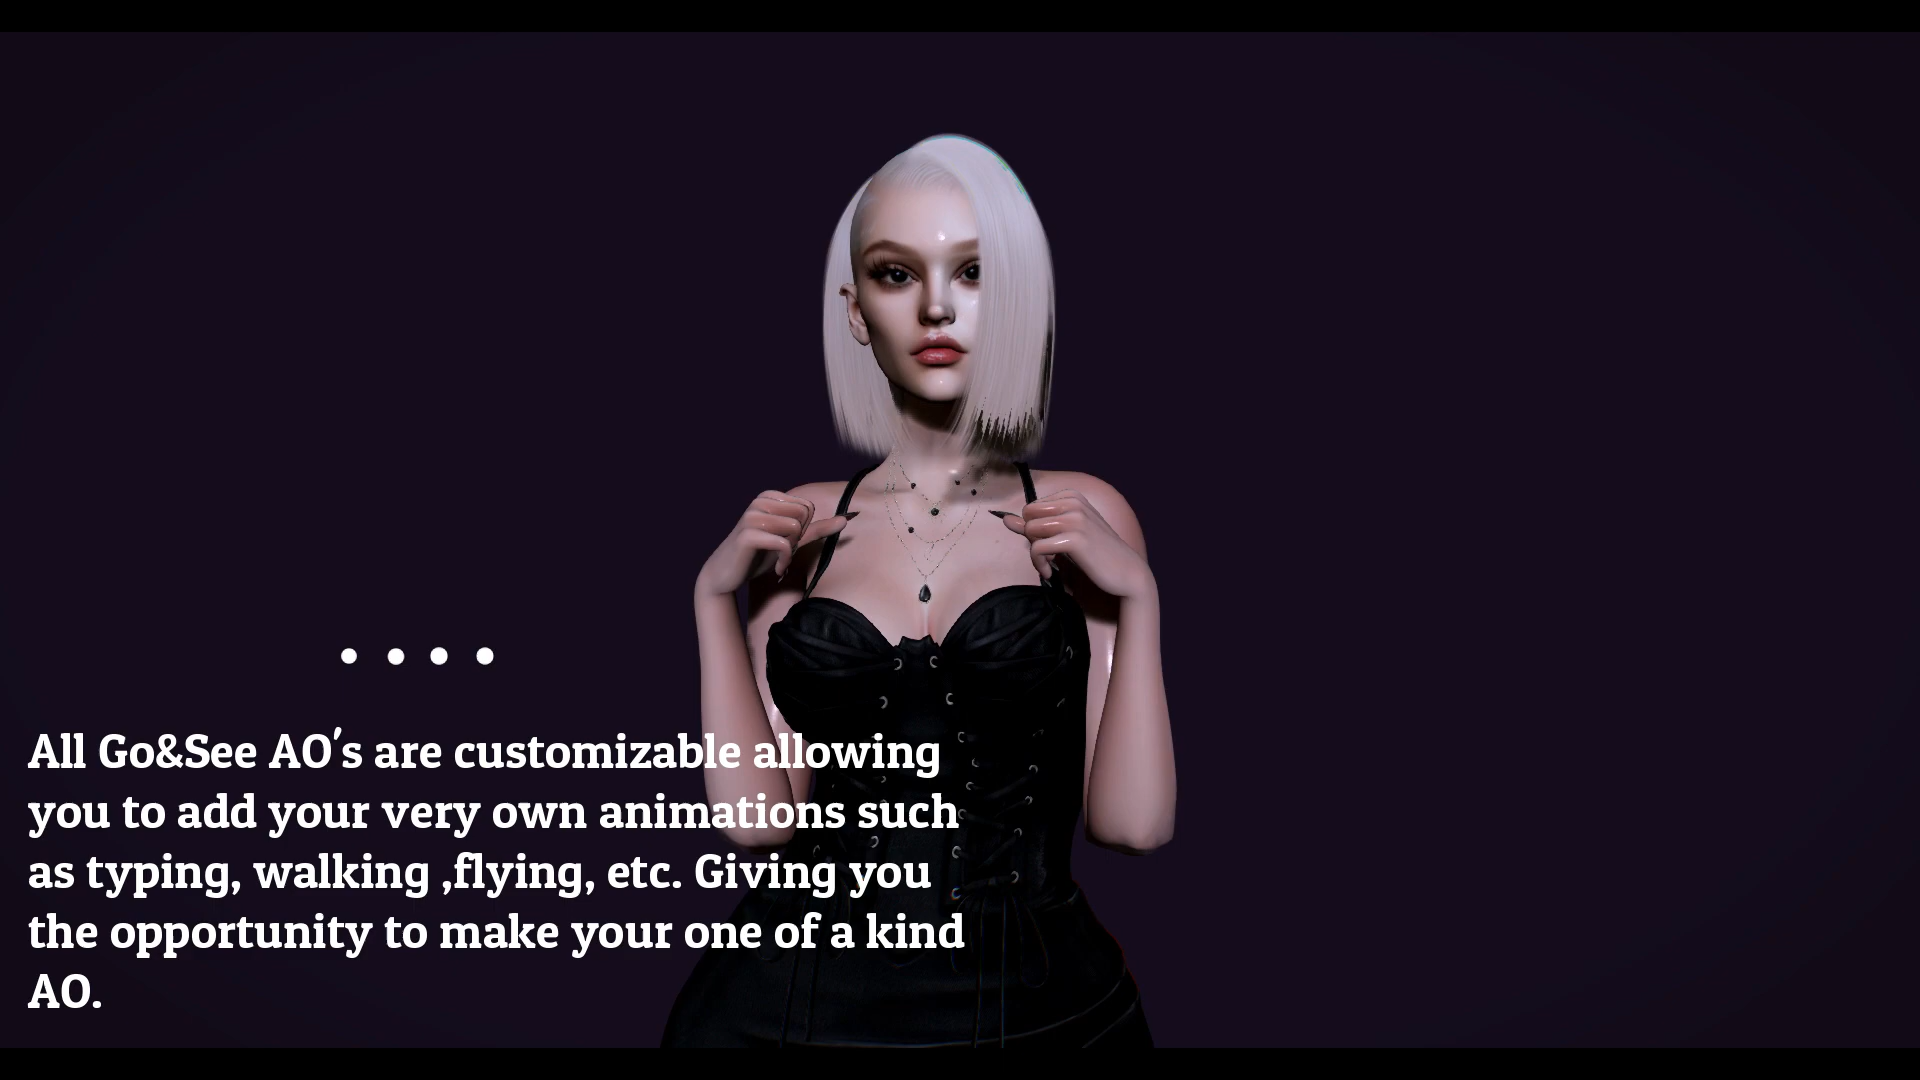 All Go&See AO's are customizable allowing
you to add your very own animations such
as typing, walking ,flying, etc. Giving you
the opportunity to make your one of a kind
AO.